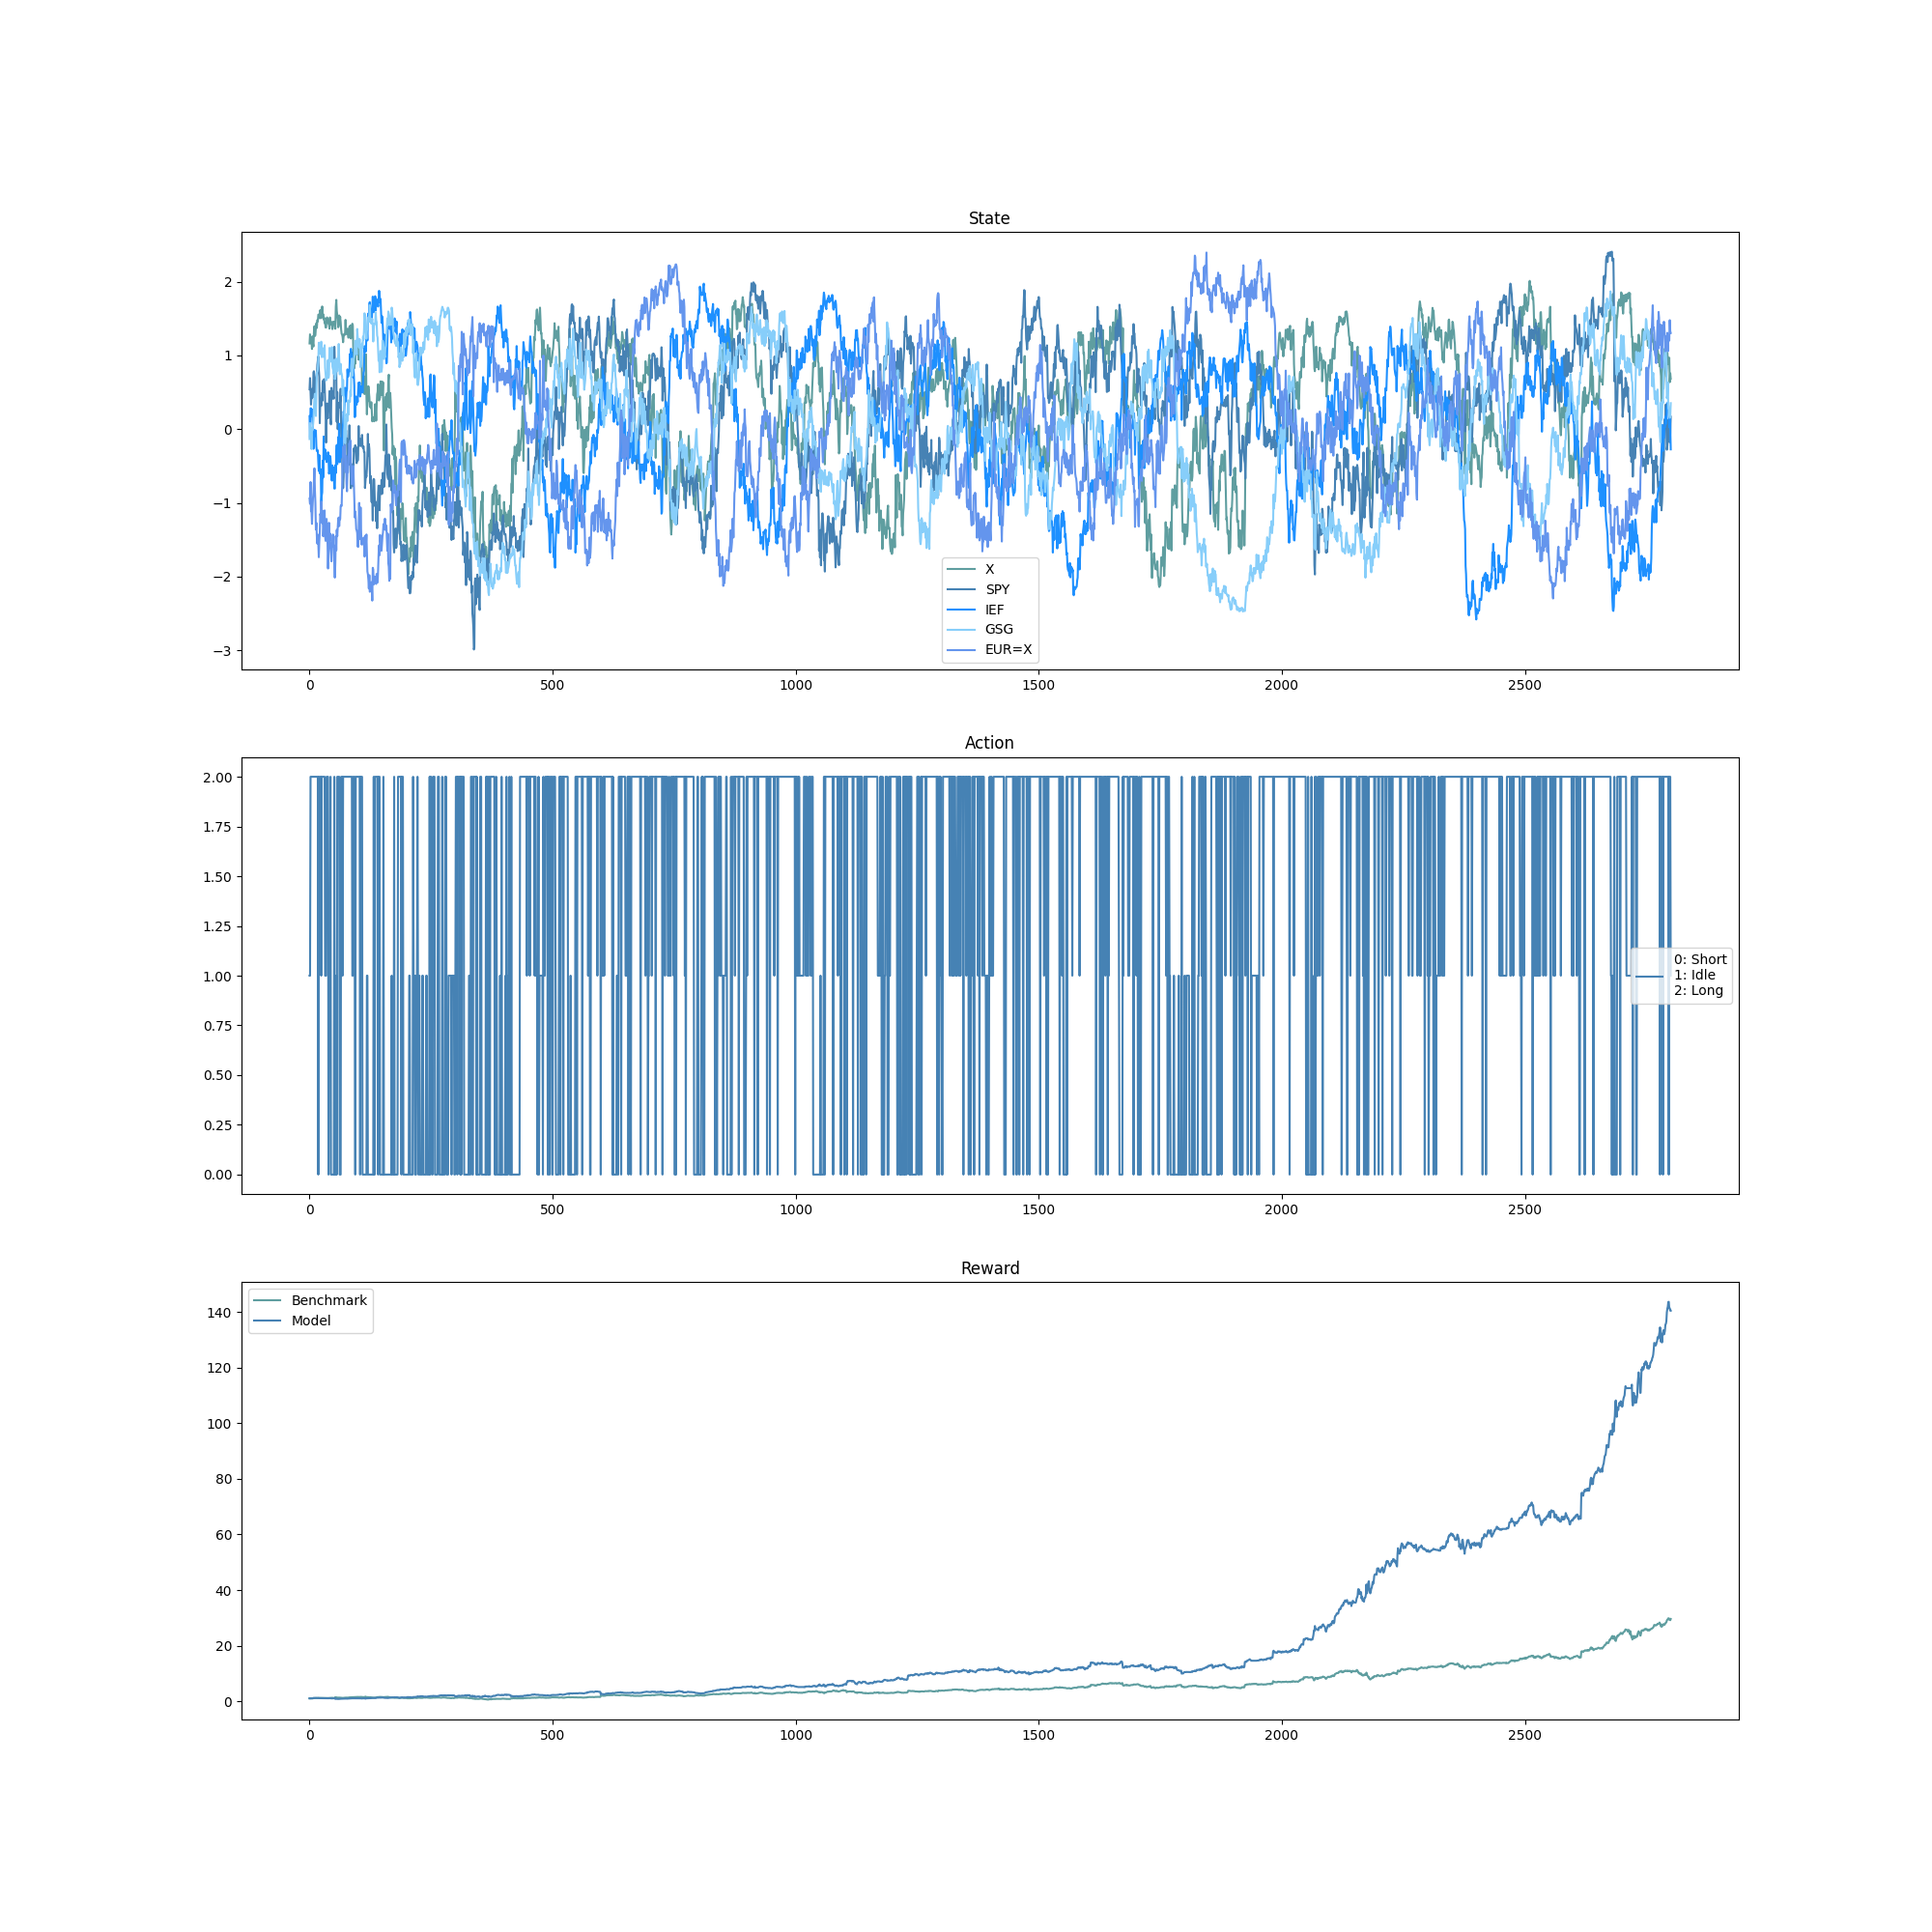 State
2
1
0
−1
−2
−3
X
SPY
IEF
GSG
EUR=X
0 500 1000 1500 2000 2500
Action
2.00
1.75
1.50
1.25
1.00
0.75
0.50
0.25
0.00
0: Short
1: Idle
2: Long
0 500 1000 1500 2000 2500
Reward
Benchmark
Model
140
120
100
80
60
40
20
0
0 500 1000 1500 2000 2500